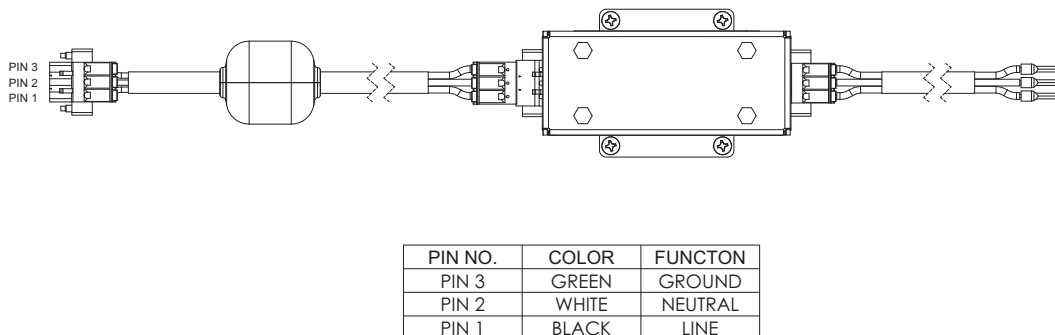 PIN 3
PIN 2
PIN 1
PIN NO. COLOR FUNCTON
PIN 3 GREEN GROUND
PIN 2 WHITE NEUTRAL
PIN 1 BLACK LINE